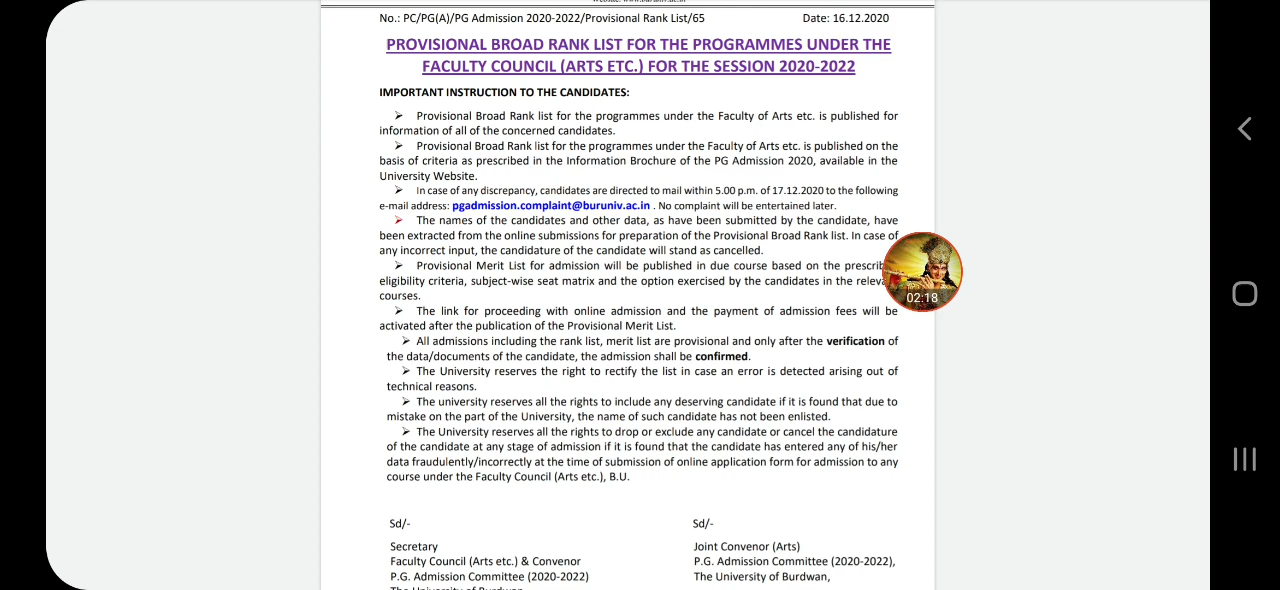 Website: www.buruniv.ac.in
No.: PC/PG(A)/PG Admission 2020-2022/Provisional Rank List/65 Date: 16.12.2020
PROVISIONAL BROAD RANK LIST FOR THE PROGRAMMES UNDER THE
FACULTY COUNCIL (ARTS ETC.) FOR THE SESSION 2020-2022
IMPORTANT INSTRUCTION TO THE CANDIDATES:
➢ Provisional Broad Rank list for the programmes under the Faculty of Arts etc. is published for
information of all of the concerned candidates.
➢ Provisional Broad Rank list for the programmes under the Faculty of Arts etc. is published on the
basis of criteria as prescribed in the Information Brochure of the PG Admission 2020, available in the
University Website.
➢ In case of any discrepancy, candidates are directed to mail within 5.00 p.m. of 17.12.2020 to the following
e-mail address: pgadmission.complaint@buruniv.ac.in . No complaint will be entertained later.
➢ The names of the candidates and other data, as have been submitted by the candidate, have
been extracted from the online submissions for preparation of the Provisional Broad Rank list. In case of
any incorrect input, the candidature of the candidate will stand as cancelled.
➢ Provisional Merit List for admission will be published in due course based on the prescrib
eligibility criteria, subject-wise seat matrix and the option exercised by the candidates in the releva
courses.
02:18
➢ The link for proceeding with online admission and the payment of admission fees will be
activated after the publication of the Provisional Merit List.
➢ All admissions including the rank list, merit list are provisional and only after the verification of
the data/documents of the candidate, the admission shall be confirmed.
➢ The University reserves the right to rectify the list in case an error is detected arising out of
technical reasons.
➢ The university reserves all the rights to include any deserving candidate if it is found that due to
mistake on the part of the University, the name of such candidate has not been enlisted.
➢ The University reserves all the rights to drop or exclude any candidate or cancel the candidature
of the candidate at any stage of admission if it is found that the candidate has entered any of his/her
data fraudulently/incorrectly at the time of submission of online application form for admission to any
course under the Faculty Council (Arts etc.), B.U.
Sd/- Sd/-
Secretary Joint Convenor (Arts)
Faculty Council (Arts etc.) & Convenor P.G. Admission Committee (2020-2022),
P.G. Admission Committee (2020-2022) The University of Burdwan,
The University of Burdwan